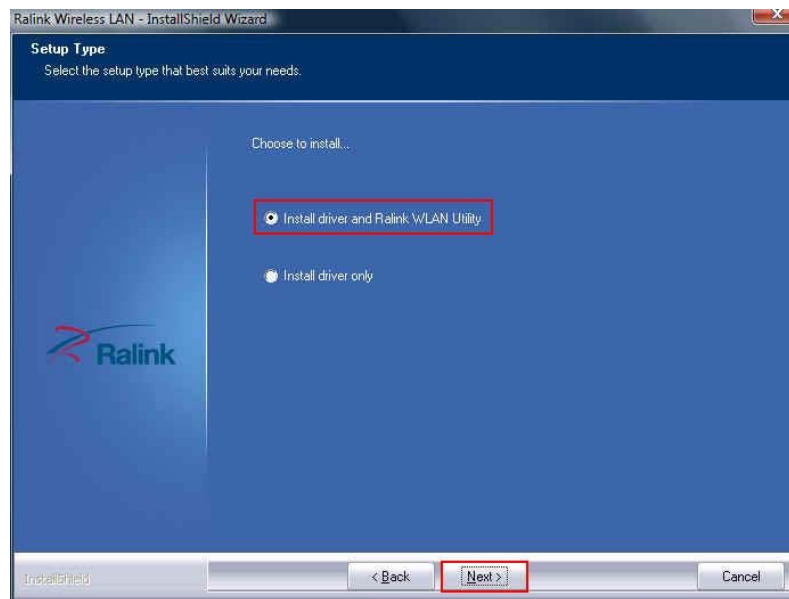 Ralink Wireless LAN - InstallShield Wizard
Setup Type
Select the setup type that best suits your needs.
Choose to install...
Install driver and Ralink WLAN Utility
Install driver only
Ralink
InstallShield
< Back
Next >
Cancel